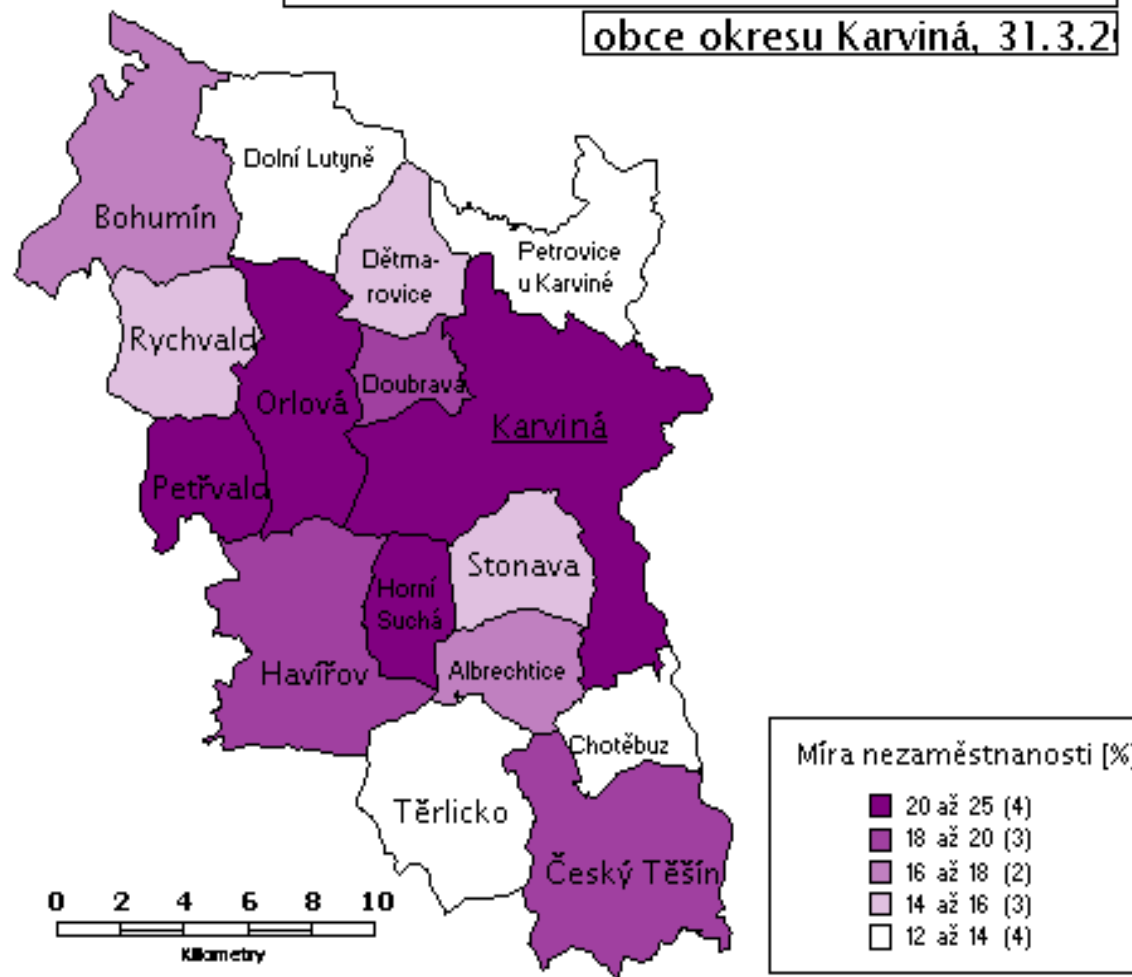 obce okresu Karviná, 31.3.2
Dolní Lutyně
Bohumín
Dětma-
rovice
Petrovice
u Karviné
Rychvald
Orlová
Doubrava
Karviná
Petřvald
Stonava
Horní
Suchá
Havířov
Albrechtice
Chotěbuz
Těrlicko
Český Těšín
Míra nezaměstnanosti [%]
20 až 25 (4)
18 až 20 (3)
16 až 18 (2)
14 až 16 (3)
12 až 14 (4)
0 2 4 6 8 10
Kilometry